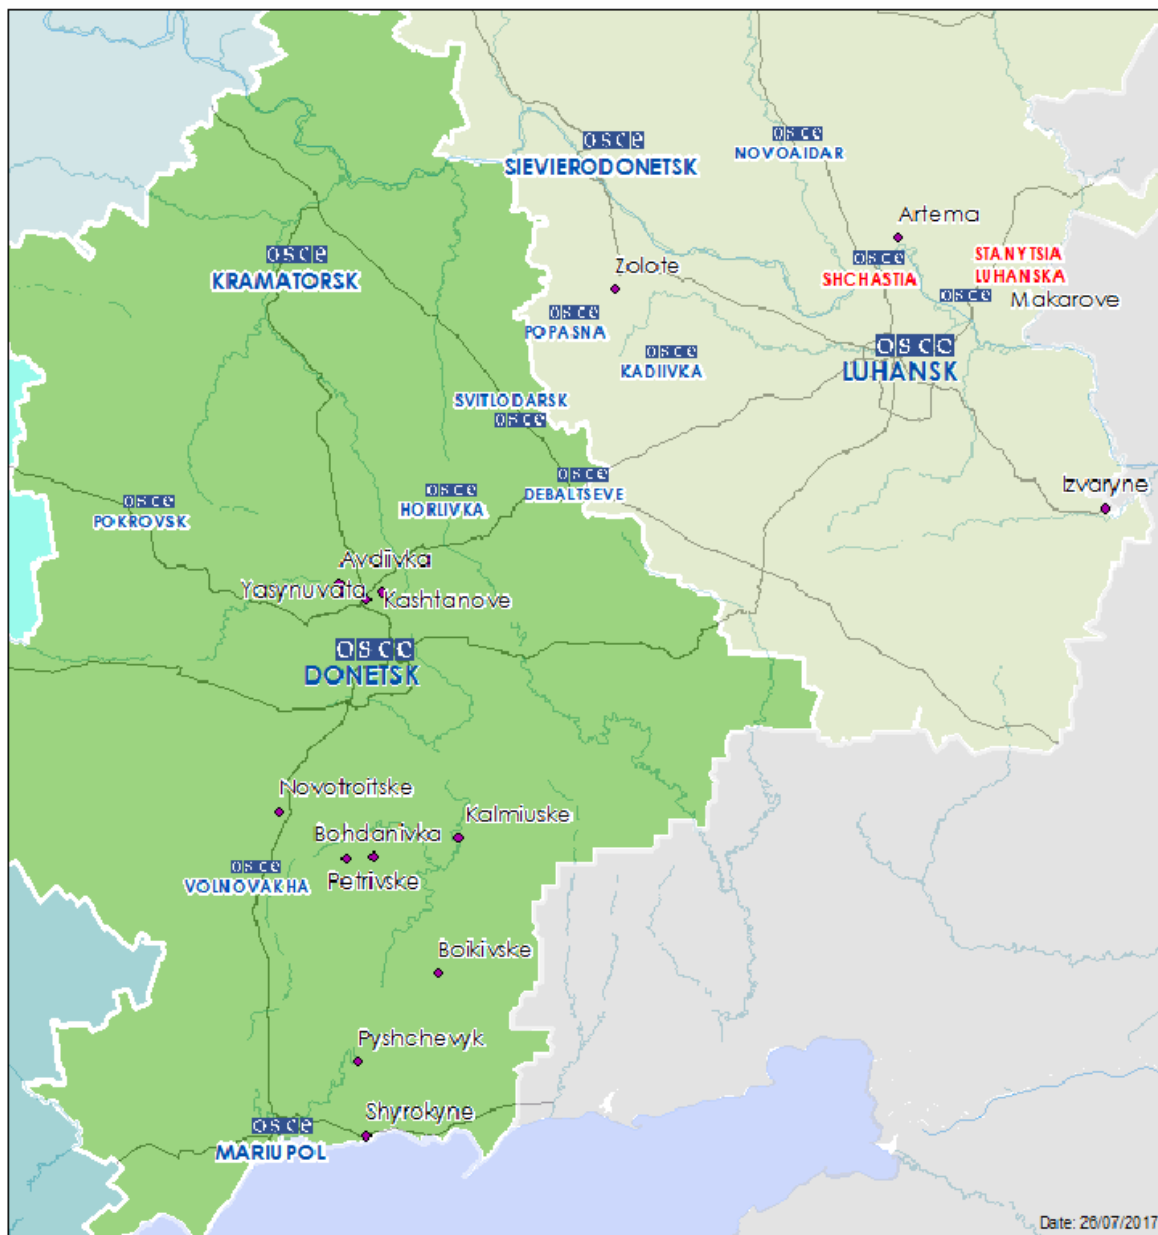 osce
SIEVIERODONETSK
osce
NOVOAIDAR
Artema
osce
KRAMATORSK
Zolote
osce
SHCHASTIA
STANYTSIA
LUHANSKA
osce
Makarove
osce
POPASNA
osce
KADIIVKA
oscc
LUHANSK
SVITLODARSK
osce
osce
DEBALTSEVE
Izvaryne
osce
POKROVSK
osce
HORLIVKA
Avdiivka
Yasynuvata
Kashtanove
oscc
DONETSK
Novotroitske
Kalmiuske
Bohdanivka
Petrivske
osce
VOLNOVAKHA
Boikivske
Pyshchevyk
Shyrokyne
osce
MARIUPOL
Date: 26/07/2017